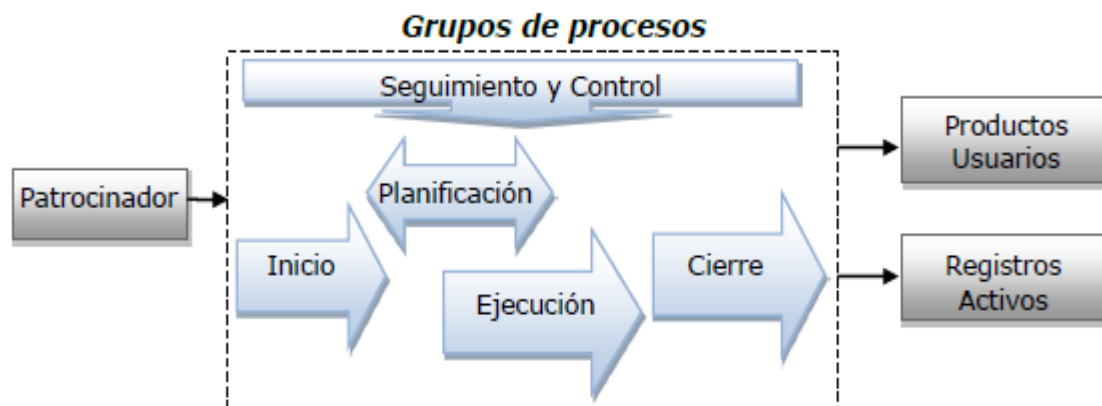 Grupos de procesos
Seguimiento y Control
Patrocinador
Planificación
Inicio
Ejecución
Cierre
Productos
Usuarios
Registros
Activos